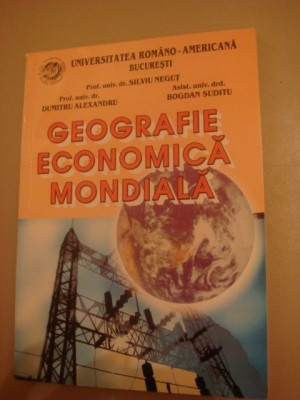 UNIVERSITATEA ROMÂNO - AMERICANĂ
BUCUREŞTI
Prof. univ. dr. SILVIU NEGUŢ
Prof. univ. dr.
DUMITRU ALEXANDRU
Asist. univ. drd.
BOGDAN SUDITU
GEOGRAFIE
ECONOMICĂ
MONDIALĂ